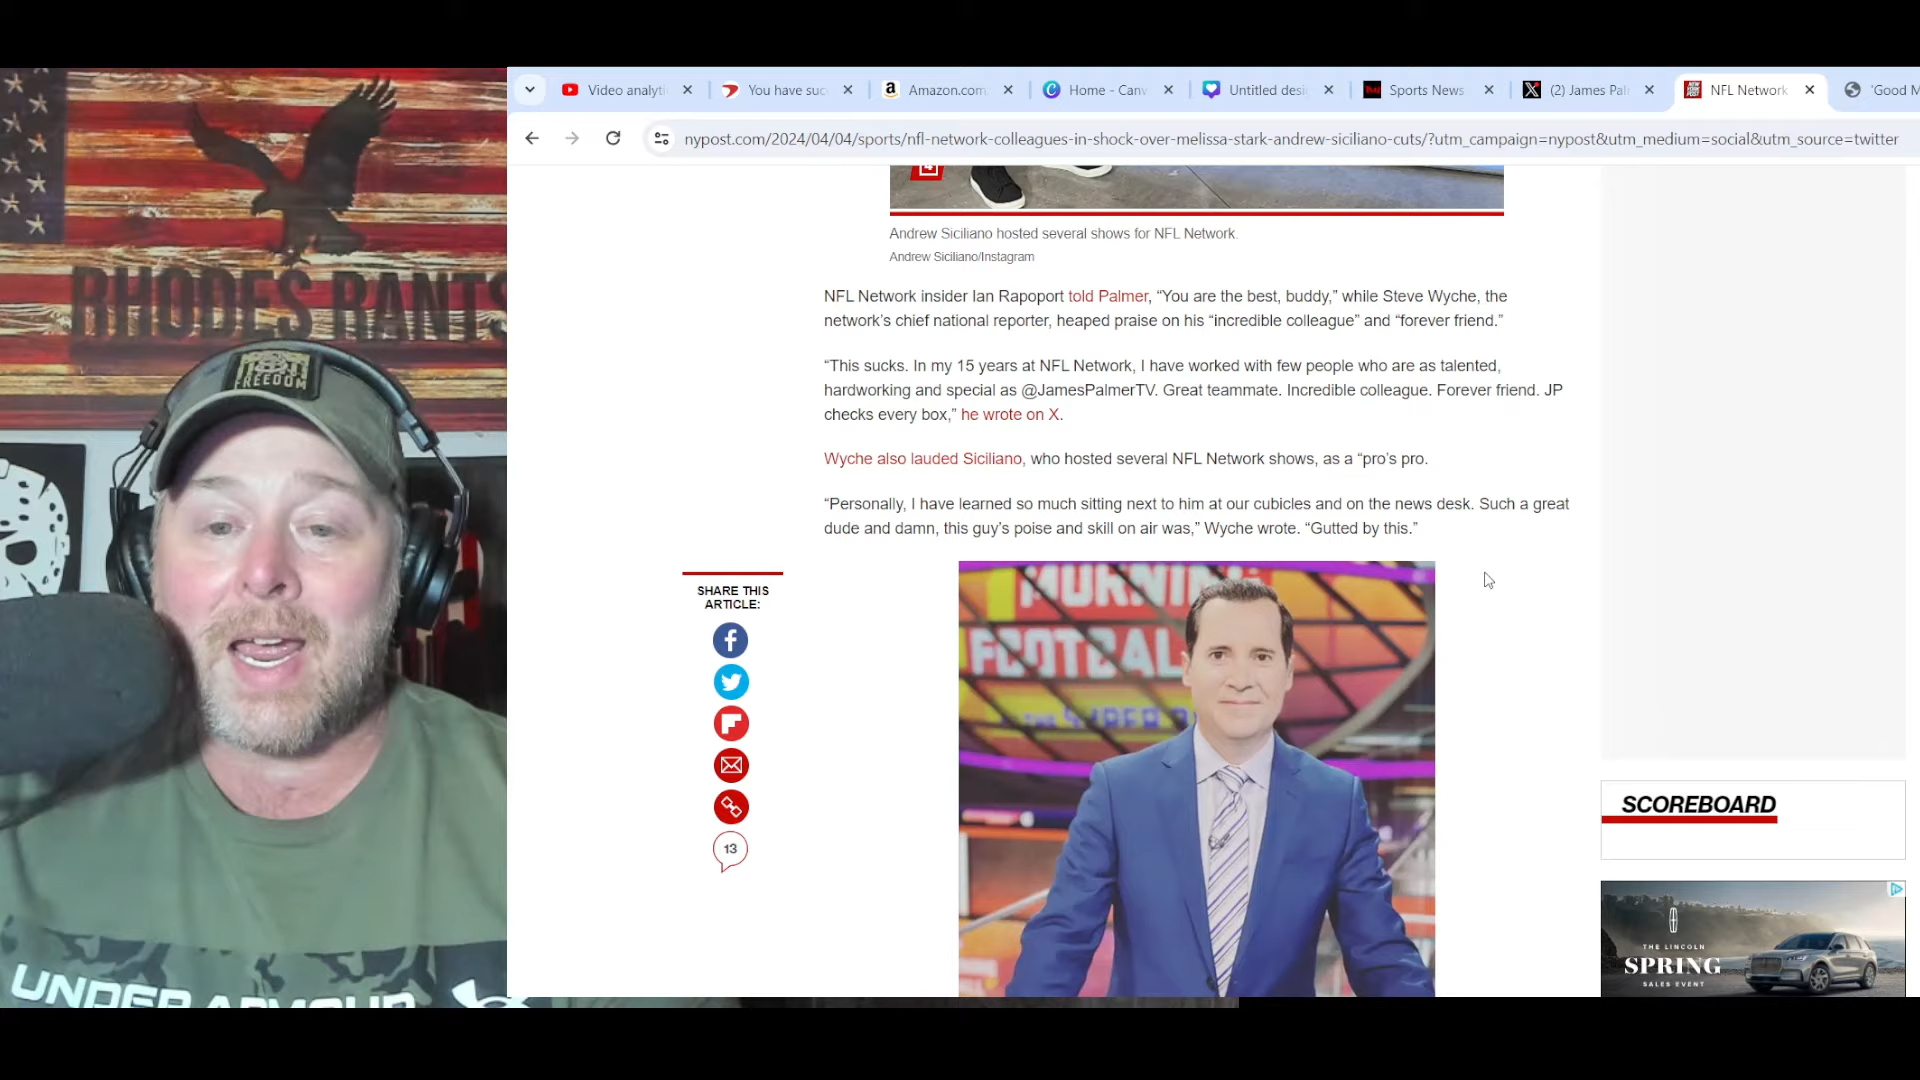 RHODES RANTS
FREEDOM
UNDER ARMOUR
Video analyti
You have suc
Amazon.com
Home - Canv
Untitled desi
Sports News
(2) James Pal
NFL Network
'Good M
nypost.com/2024/04/04/sports/nfl-network-colleagues-in-shock-over-melissa-stark-andrew-siciliano-cuts/?utm_campaign=nypost&utm_medium=social&utm_source=twitter
4
Andrew Siciliano hosted several shows for NFL Network.
Andrew Siciliano/Instagram
NFL Network insider Ian Rapoport told Palmer, “You are the best, buddy,” while Steve Wyche, the
network’s chief national reporter, heaped praise on his “incredible colleague” and “forever friend.”
“This sucks. In my 15 years at NFL Network, I have worked with few people who are as talented,
hardworking and special as @JamesPalmerTV. Great teammate. Incredible colleague. Forever friend. JP
checks every box,” he wrote on X.
Wyche also lauded Siciliano, who hosted several NFL Network shows, as a “pro’s pro.
“Personally, I have learned so much sitting next to him at our cubicles and on the news desk. Such a great
dude and damn, this guy’s poise and skill on air was,” Wyche wrote. “Gutted by this.”
SHARE THIS
ARTICLE:
13
MORNING
FOOTBAL
SCOREBOARD
THE LINCOLN
SPRING
SALES EVENT